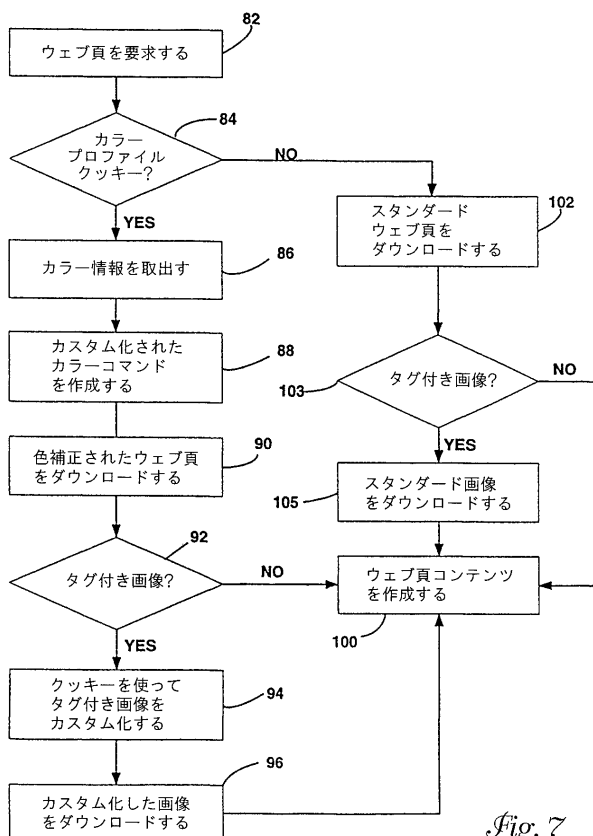 82
ウェブ頁を要求する
84
カラー
プロファイル
クッキー?
NO
YES
102
スタンダード
ウェブ頁を
ダウンロードする
カラー情報を取出す
86
カスタム化された
カラーコマンド
を作成する
88
103
タグ付き画像?
NO
YES
色補正されたウェブ頁
をダウンロードする
90
105
スタンダード画像
をダウンロードする
92
タグ付き画像?
NO
YES
ウェブ頁コンテンツ
を作成する
100
クッキーを使って
タグ付き画像を
カスタム化する
94
96
カスタム化した画像
をダウンロードする
Fig. 7